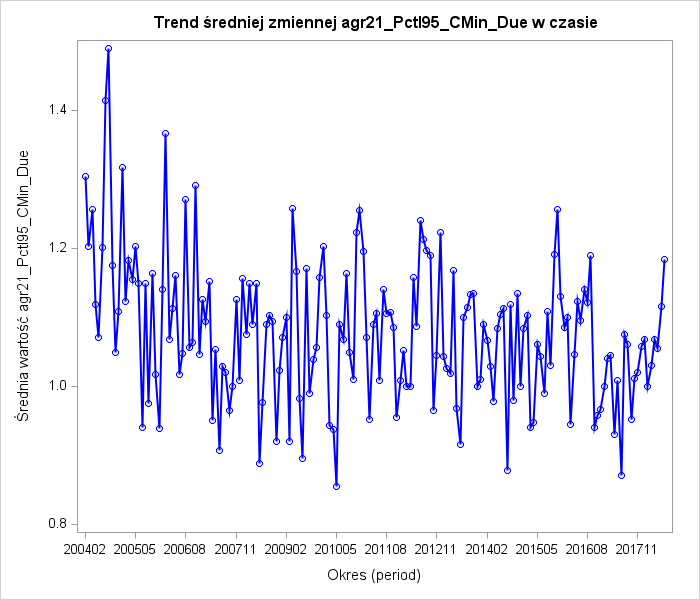 Trend średniej zmiennej agr21_Pctl95_CMin_Due w czasie
Średnia wartość agr21_Pctl95_CMin_Due
1.4
1.2
1.0
0.8
200402 200505 200608 200711 200902 201005 201108 201211 201402 201505 201608 201711
Okres (period)